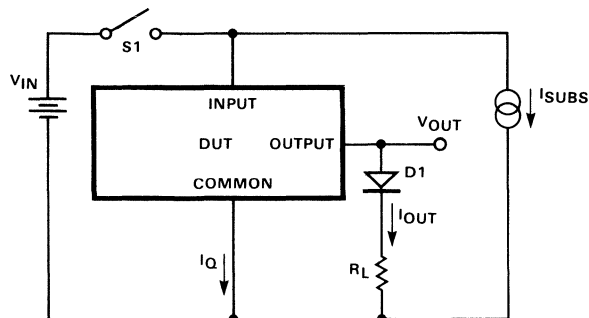 S1
VIN
INPUT
ISUBS
VOUT
DUT OUTPUT
D1
COMMON
IOUT
IQ
RL